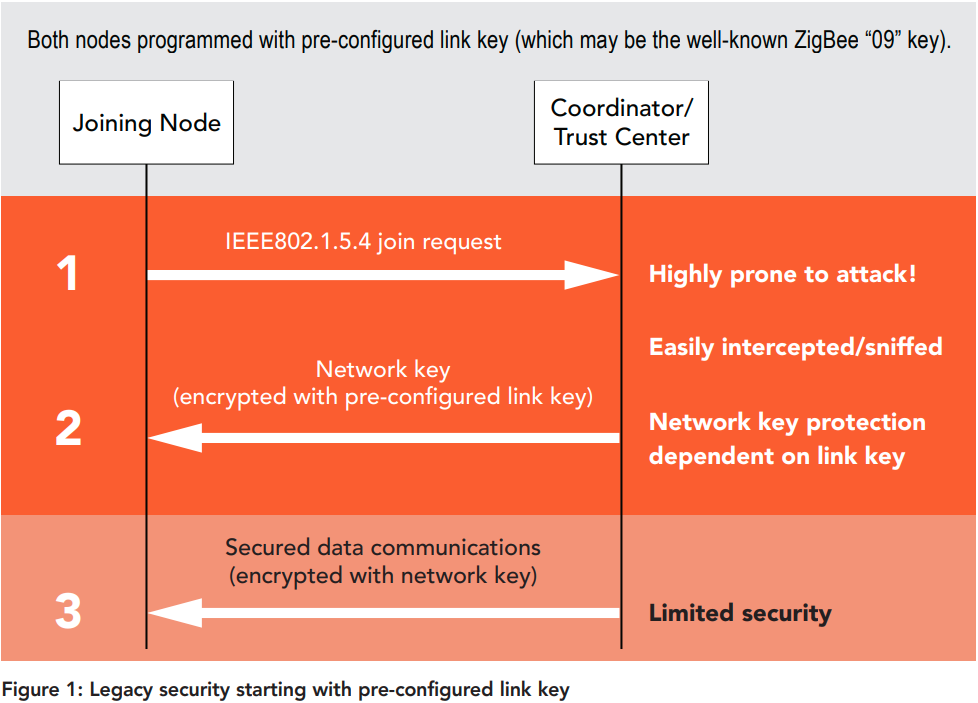 Both nodes programmed with pre-configured link key (which may be the well-known ZigBee “09” key).
Joining Node
Coordinator/
Trust Center
1
IEEE802.1.5.4 join request
Highly prone to attack!
Easily intercepted/sniffed
2
Network key
(encrypted with pre-configured link key)
Network key protection
dependent on link key
3
Secured data communications
(encrypted with network key)
Limited security
Figure 1: Legacy security starting with pre-configured link key